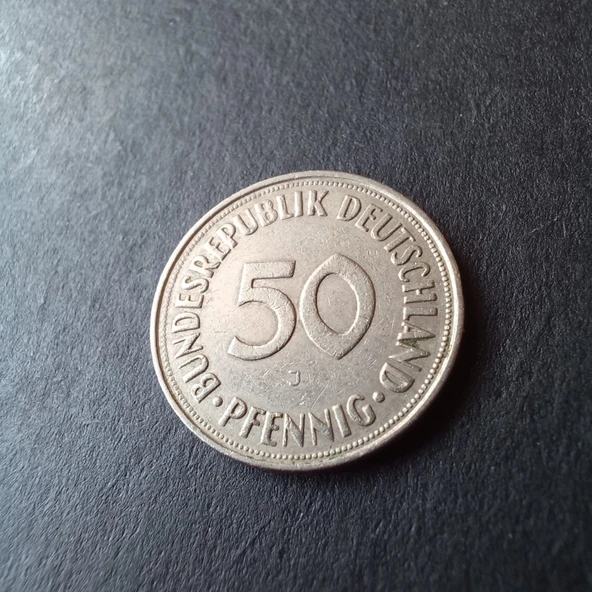 BUNDESREPUBLIK DEUTSCHLAND
50
J
• PFENNIG •